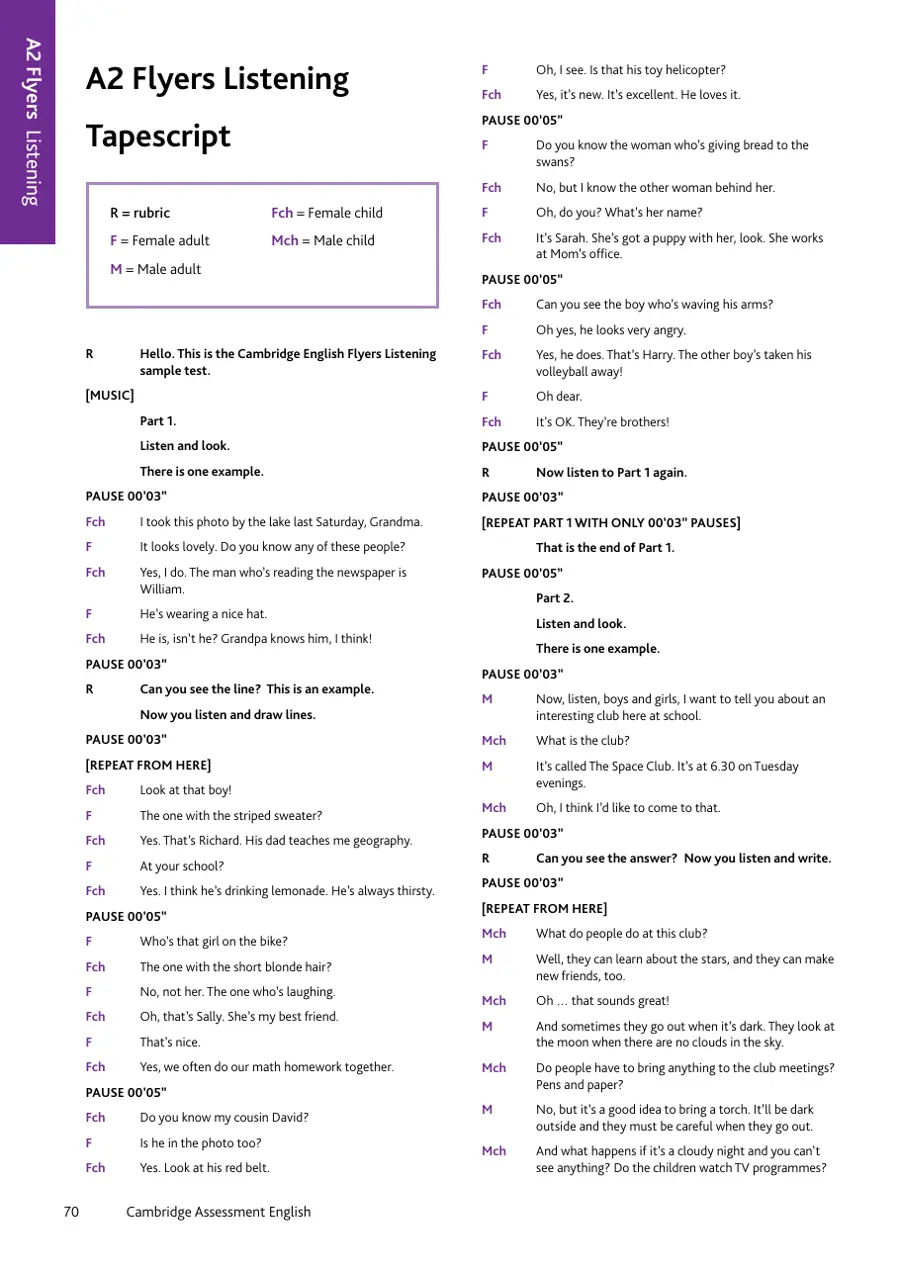 A2 Flyers Listening
A2 Flyers Listening
Tapescript
R = rubric
Fch = Female child
F = Female adult
Mch = Male child
M = Male adult
R Hello. This is the Cambridge English Flyers Listening
sample test.
[MUSIC]
Part 1.
Listen and look.
There is one example.
PAUSE 00'03"
Fch I took this photo by the lake last Saturday, Grandma.
F It looks lovely. Do you know any of these people?
Fch Yes, I do. The man who's reading the newspaper is
William.
F He's wearing a nice hat.
Fch He is, isn't he? Grandpa knows him, I think!
PAUSE 00'03"
R Can you see the line? This is an example.
Now you listen and draw lines.
PAUSE 00'03"
[REPEAT FROM HERE]
Fch Look at that boy!
F The one with the striped sweater?
Fch Yes. That's Richard. His dad teaches me geography.
F At your school?
Fch Yes. I think he's drinking lemonade. He's always thirsty.
PAUSE 00'05"
F Who's that girl on the bike?
Fch The one with the short blonde hair?
F No, not her. The one who's laughing.
Fch Oh, that's Sally. She's my best friend.
F That's nice.
Fch Yes, we often do our math homework together.
PAUSE 00'05"
Fch Do you know my cousin David?
F Is he in the photo too?
Fch Yes. Look at his red belt.
F Oh, I see. Is that his toy helicopter?
Fch Yes, it's new. It's excellent. He loves it.
PAUSE 00'05"
F Do you know the woman who's giving bread to the
swans?
Fch No, but I know the other woman behind her.
F Oh, do you? What's her name?
Fch It's Sarah. She's got a puppy with her, look. She works
at Mom's office.
PAUSE 00'05"
Fch Can you see the boy who's waving his arms?
F Oh yes, he looks very angry.
Fch Yes, he does. That's Harry. The other boy's taken his
volleyball away!
F Oh dear.
Fch It's OK. They're brothers!
PAUSE 00'05"
R Now listen to Part 1 again.
PAUSE 00'03"
[REPEAT PART 1 WITH ONLY 00'03" PAUSES]
That is the end of Part 1.
PAUSE 00'05"
Part 2.
Listen and look.
There is one example.
PAUSE 00'03"
M Now, listen, boys and girls, I want to tell you about an
interesting club here at school.
Mch What is the club?
M It's called The Space Club. It's at 6.30 on Tuesday
evenings.
Mch Oh, I think I'd like to come to that.
PAUSE 00'03"
R Can you see the answer? Now you listen and write.
PAUSE 00'03"
[REPEAT FROM HERE]
Mch What do people do at this club?
M Well, they can learn about the stars, and they can make
new friends, too.
Mch Oh … that sounds great!
M And sometimes they go out when it's dark. They look at
the moon when there are no clouds in the sky.
Mch Do people have to bring anything to the club meetings?
Pens and paper?
M No, but it's a good idea to bring a torch. It'll be dark
outside and they must be careful when they go out.
Mch And what happens if it's a cloudy night and you can't
see anything? Do the children watch TV programmes?
70 Cambridge Assessment English